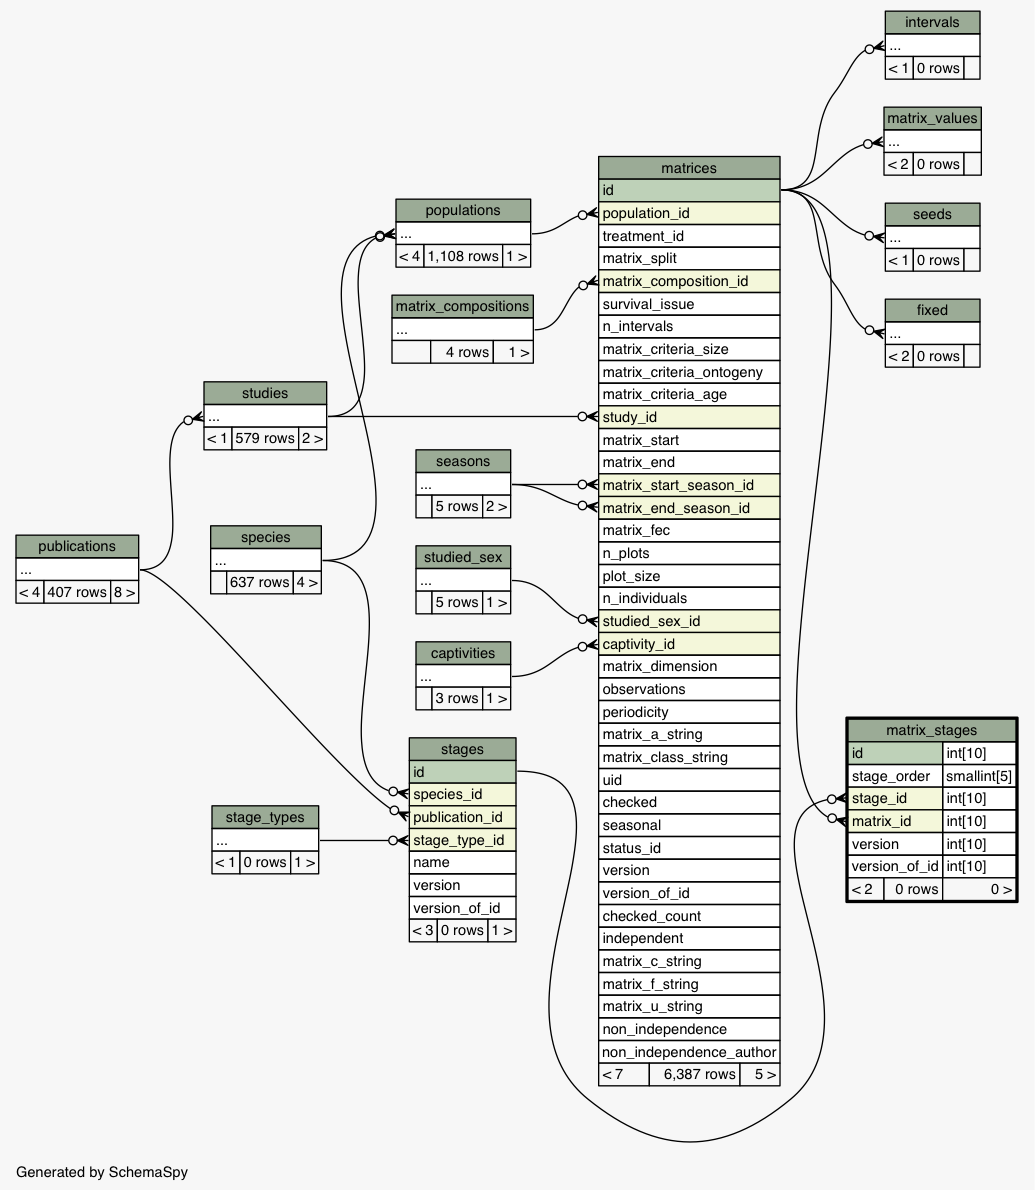 intervals
...
< 1 0 rows
matrix_values
...
< 2 0 rows
seeds
...
< 1 0 rows
fixed
...
< 2 0 rows
matrices
id
population_id
treatment_id
matrix_split
matrix_composition_id
survival_issue
n_intervals
matrix_criteria_size
matrix_criteria_ontogeny
matrix_criteria_age
study_id
matrix_start
matrix_end
matrix_start_season_id
matrix_end_season_id
matrix_fec
n_plots
plot_size
n_individuals
studied_sex_id
captivity_id
matrix_dimension
observations
periodicity
matrix_a_string
matrix_class_string
uid
checked
seasonal
status_id
version
version_of_id
checked_count
independent
matrix_c_string
matrix_f_string
matrix_u_string
non_independence
non_independence_author
< 7 6,387 rows 5 >
populations
...
< 4 1,108 rows 1 >
matrix_compositions
...
4 rows 1 >
studies
...
< 1 579 rows 2 >
seasons
...
5 rows 2 >
publications
...
< 4 407 rows 8 >
species
...
637 rows 4 >
studied_sex
...
5 rows 1 >
captivities
...
3 rows 1 >
stages
id
species_id
publication_id
stage_type_id
name
version
version_of_id
< 3 0 rows 1 >
stage_types
...
< 1 0 rows 1 >
matrix_stages
id int[10]
stage_order smallint[5]
stage_id int[10]
matrix_id int[10]
version int[10]
version_of_id int[10]
< 2 0 rows 0 >
Generated by SchemaSpy